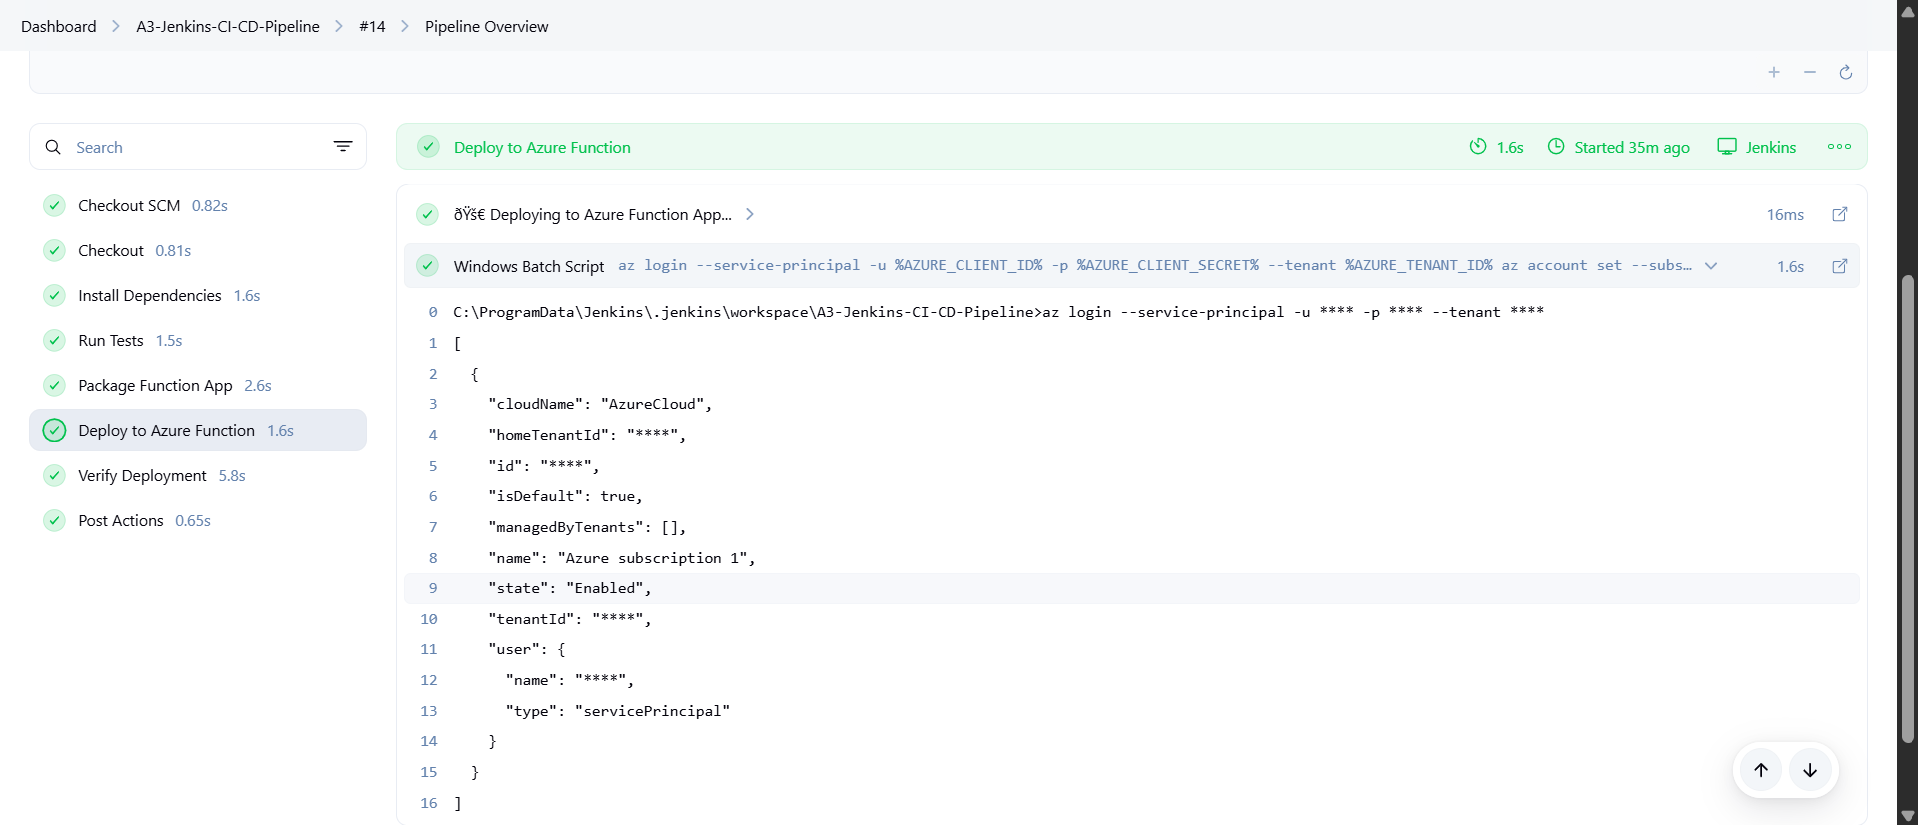 Dashboard > A3-Jenkins-CI-CD-Pipeline > #14 > Pipeline Overview
Search
Checkout SCM 0.82s
Checkout 0.81s
Install Dependencies 1.6s
Run Tests 1.5s
Package Function App 2.6s
Deploy to Azure Function 1.6s
Verify Deployment 5.8s
Post Actions 0.65s
Deploy to Azure Function 1.6s Started 35m ago Jenkins
ðŸš€ Deploying to Azure Function App... 16ms
Windows Batch Script az login --service-principal -u %AZURE_CLIENT_ID% -p %AZURE_CLIENT_SECRET% --tenant %AZURE_TENANT_ID% az account set --subs... 1.6s
0 C:\ProgramData\Jenkins\.jenkins\workspace\A3-Jenkins-CI-CD-Pipeline>az login --service-principal -u **** -p **** --tenant ****
1 [
2 {
3 "cloudName": "AzureCloud",
4 "homeTenantId": "****",
5 "id": "****",
6 "isDefault": true,
7 "managedByTenants": [],
8 "name": "Azure subscription 1",
9 "state": "Enabled",
10 "tenantId": "****",
11 "user": {
12 "name": "****",
13 "type": "servicePrincipal"
14 }
15 }
16 ]